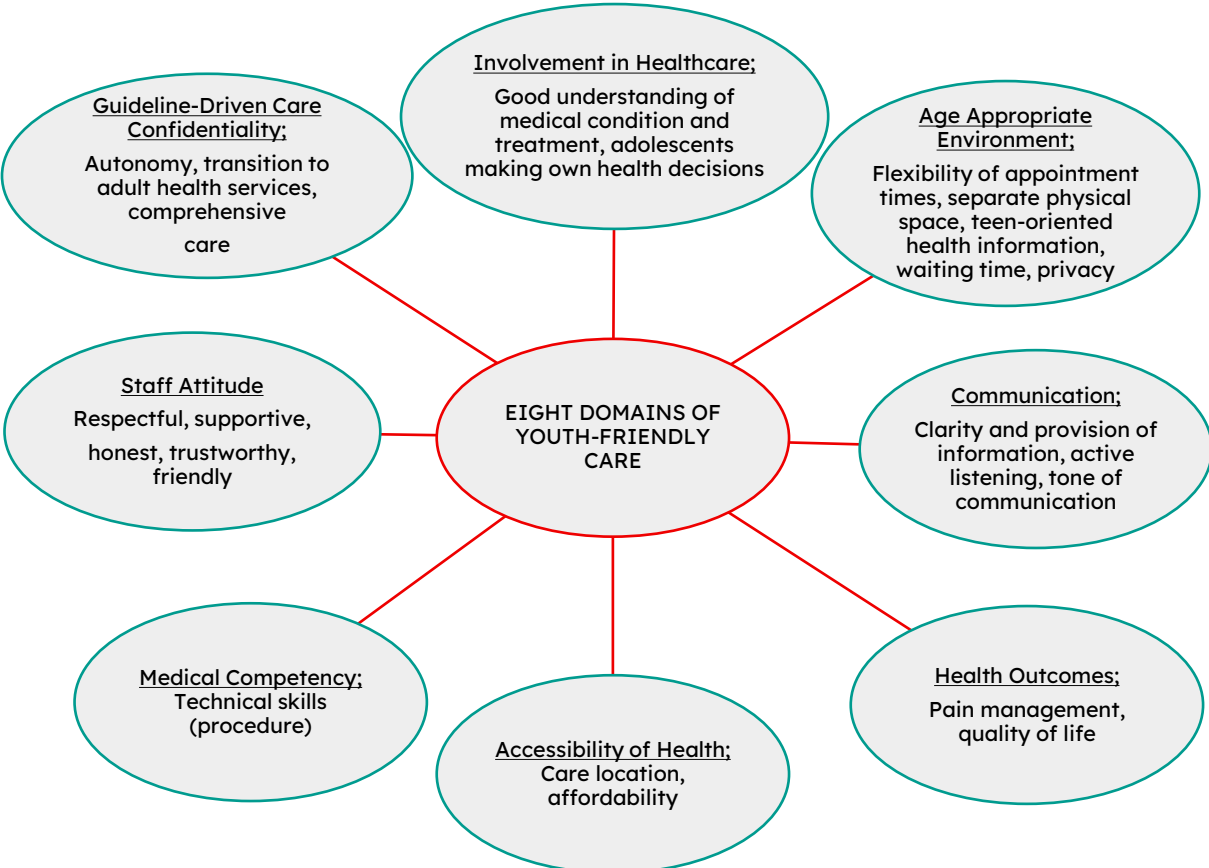 Involvement in Healthcare;
Good understanding of
medical condition and
treatment, adolescents
making own health decisions
Guideline-Driven Care
Confidentiality;
Autonomy, transition to
adult health services,
comprehensive
care
Age Appropriate
Environment;
Flexibility of appointment
times, separate physical
space, teen-oriented
health information,
waiting time, privacy
Staff Attitude
Respectful, supportive,
honest, trustworthy,
friendly
EIGHT DOMAINS OF
YOUTH-FRIENDLY
CARE
Communication;
Clarity and provision of
information, active
listening, tone of
communication
Medical Competency;
Technical skills
(procedure)
Accessibility of Health;
Care location,
affordability
Health Outcomes;
Pain management,
quality of life